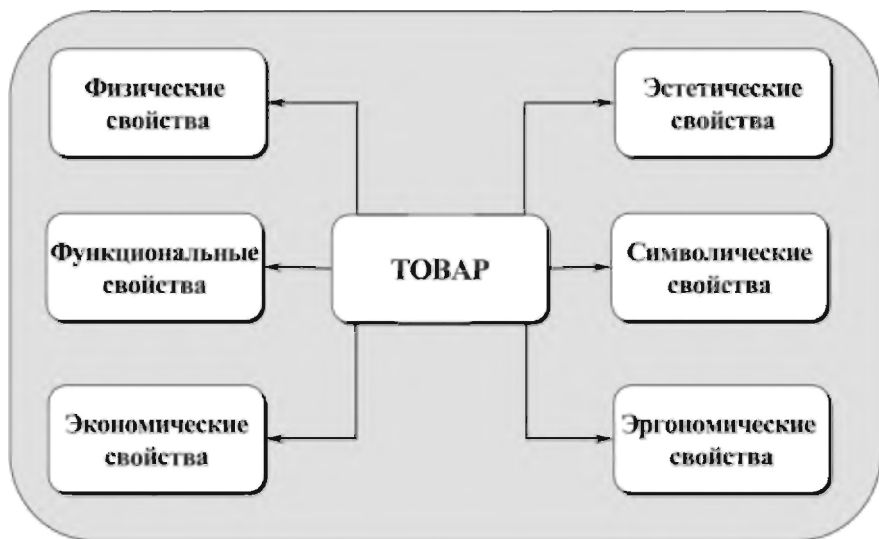 Физические
свойства
Эстетические
свойства
Функциональные
свойства
ТОВАР
Символические
свойства
Экономические
свойства
Эргономические
свойства